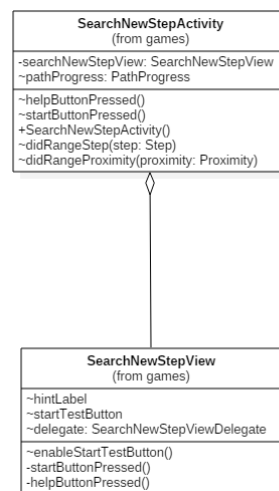 SearchNewStepActivity
(from games)
-searchNewStepView: SearchNewStepView
~pathProgress: PathProgress
~helpButtonPressed()
~startButtonPressed()
+SearchNewStepActivity()
~didRangeStep(step: Step)
~didRangeProximity(proximity: Proximity)
SearchNewStepView
(from games)
~hintLabel
~startTestButton
~delegate: SearchNewStepViewDelegate
~enableStartTestButton()
-startButtonPressed()
-helpButtonPressed()